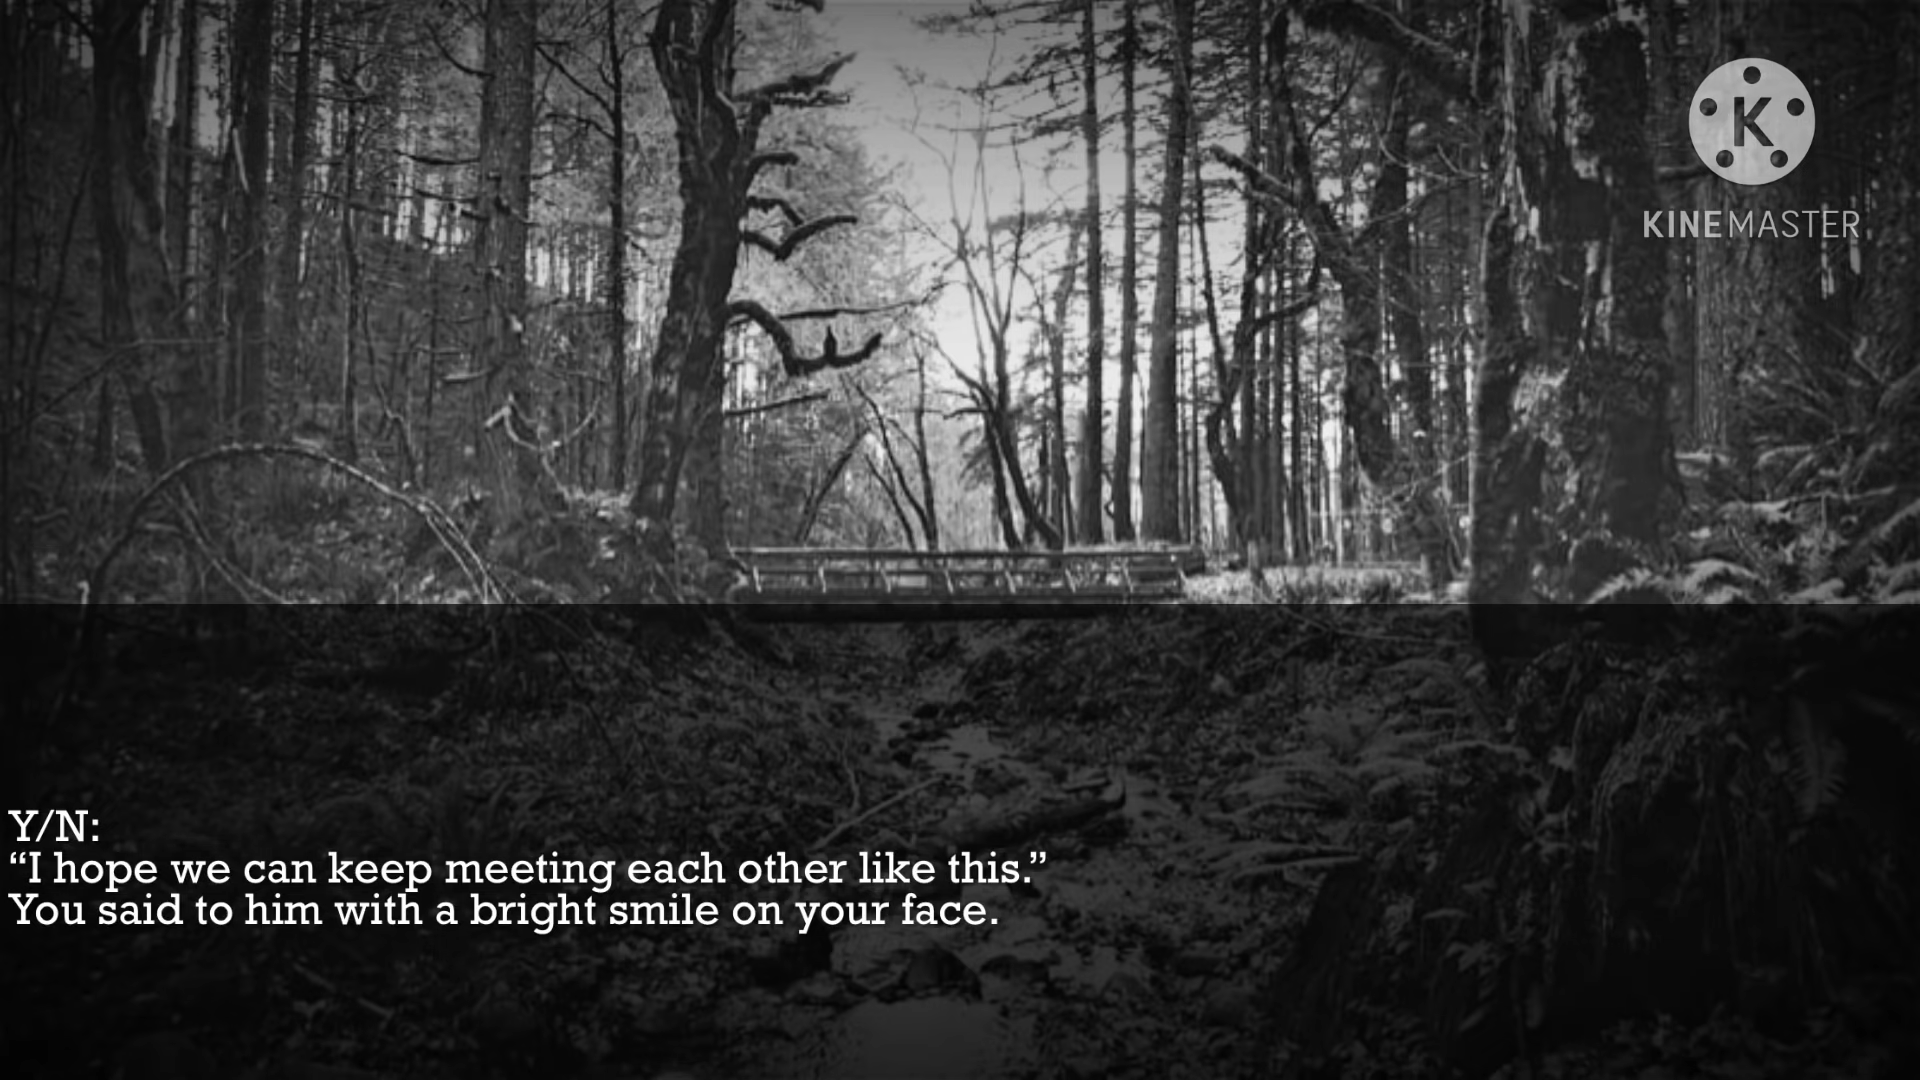 K
KINEMASTER
Y/N:
“I hope we can keep meeting each other like this.”
You said to him with a bright smile on your face.